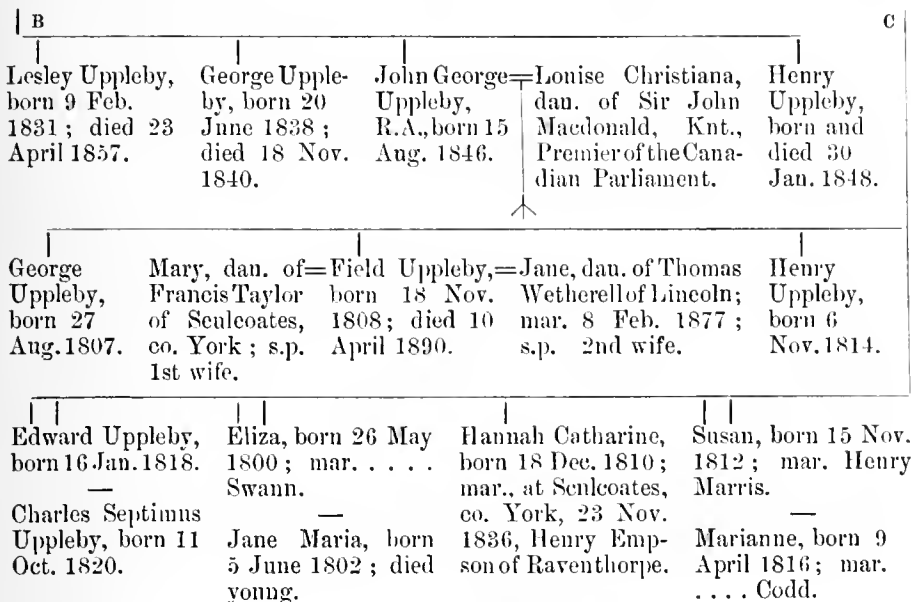 B C
Lesley Uppleby,
born 9 Feb.
1831 ; died 23
April 1857.
George Upple-
by, born 20
June 1838 ;
died 18 Nov.
1840.
John George=
Uppleby,
R.A., born 15
Aug. 1846.
Louise Christiana,
dau. of Sir John
Macdonald, Knt.,
Premier of the Cana-
dian Parliament.
Henry
Uppleby,
born and
died 30
Jan. 1848.
George
Uppleby,
born 27
Aug. 1807.
Mary, dau. of=
Francis Taylor
of Sculcoates,
co. York ; s.p.
1st wife.
Field Uppleby,=
born 18 Nov.
1808 ; died 10
April 1890.
Jane, dau. of Thomas
Wetherell of Lincoln ;
mar. 8 Feb. 1877 ;
s.p. 2nd wife.
Henry
Uppleby,
born 6
Nov. 1814.
Edward Uppleby,
born 16 Jan. 1818.
—
Charles Septimus
Uppleby, born 11
Oct. 1820.
Eliza, born 26 May
1800 ; mar. . . . . .
Swann.
—
Jane Maria, born
5 June 1802 ; died
young.
Hannah Catharine,
born 18 Dec. 1810 ;
mar., at Sculcoates,
co. York, 23 Nov.
1836, Henry Emp-
son of Raventhorpe.
Susan, born 15 Nov.
1812 ; mar. Henry
Marris.
—
Marianne, born 9
April 1816 ; mar.
. . . . Codd.